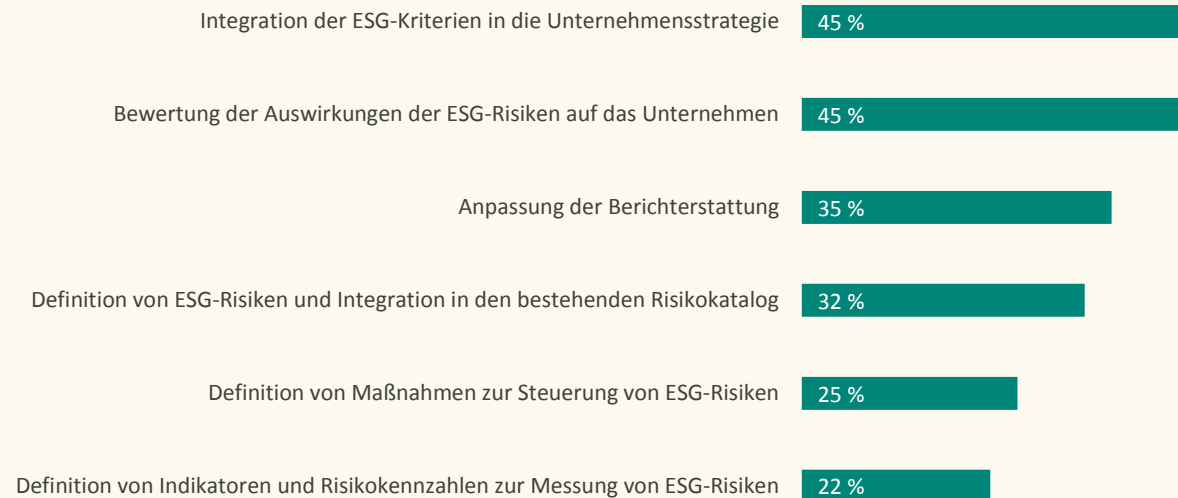 Integration der ESG-Kriterien in die Unternehmensstrategie 45 %
Bewertung der Auswirkungen der ESG-Risiken auf das Unternehmen 45 %
Anpassung der Berichterstattung 35 %
Definition von ESG-Risiken und Integration in den bestehenden Risikokatalog 32 %
Definition von Maßnahmen zur Steuerung von ESG-Risiken 25 %
Definition von Indikatoren und Risikokennzahlen zur Messung von ESG-Risiken 22 %